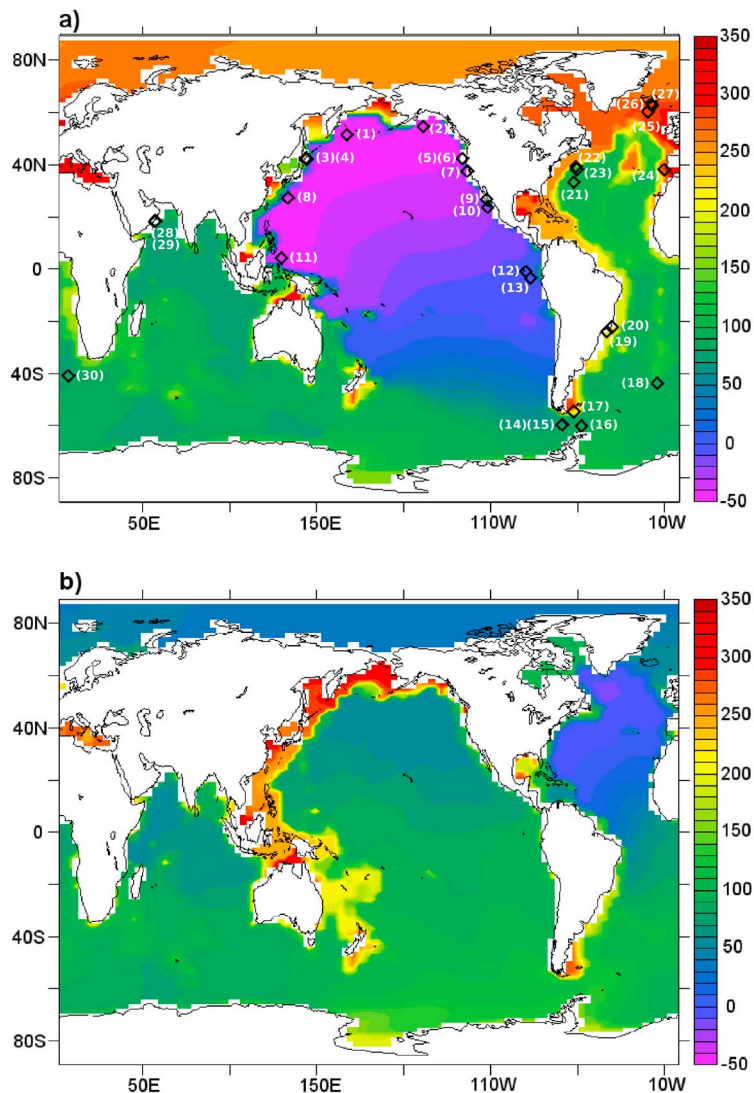 a)
80N
40N
0
40S
80S
(1)
(2)
(3)(4)
(5)(6)
(7)
(8)
(9)
(10)
(11)
(12)
(13)
(14)(15)
(16)
(17)
(18)
(19)
(20)
(21)
(22)
(23)
(24)
(25)
(26)
(27)
(28)
(29)
(30)
50E
150E
110W
10W
350
300
250
200
150
100
50
0
-50
b)
80N
40N
0
40S
80S
50E
150E
110W
10W
350
300
250
200
150
100
50
0
-50